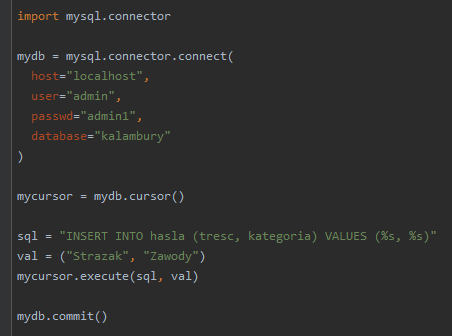 import mysql.connector
mydb = mysql.connector.connect(
host="localhost",
user="admin",
passwd="admin1",
database="kalambury"
)
mycursor = mydb.cursor()
sql = "INSERT INTO hasla (tresc, kategoria) VALUES (%s, %s)"
val = ("Strazak", "Zawody")
mycursor.execute(sql, val)
mydb.commit()